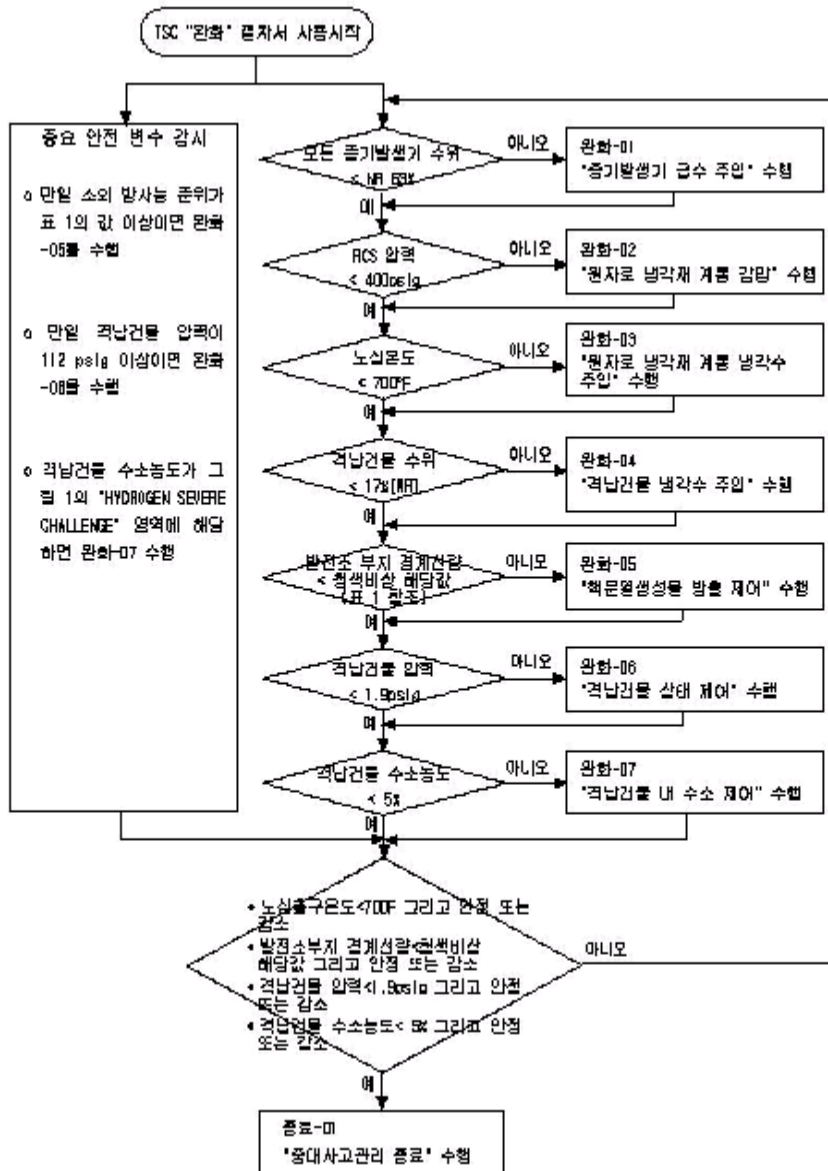 TSC "완화" 절차서 사용시작
중요 안전 변수 감시
o 만일 소외 방사능 준위가
표 1의 값 이상이면 완화
-05를 수행
o 만일 격납건물 압력이
112 psig 이상이면 완화
-06을 수행
o 격납건물 수소농도가 그
림 1의 "HYDROGEN SEVERE
CHALLENGE" 영역에 해당
하면 완화-07 수행
모든 증기발생기 수위
< NR 63%
아니오
예
완화-01
"증기발생기 급수 주입" 수행
RCS 압력
< 400psig
아니오
예
완화-02
"원자로 냉각재 계통 감압" 수행
노심온도
< 700°F
아니오
예
완화-03
"원자로 냉각재 계통 냉각수
주입" 수행
격납건물 수위
< 17%[WR]
아니오
예
완화-04
"격납건물 냉각수 주입" 수행
발전소 부지 경계선량
< 청색비상 해당값
(표 1 참조)
아니오
예
완화-05
"핵분열생성물 방출 제어" 수행
격납건물 압력
< 1.9psig
아니오
예
완화-06
"격납건물 상태 제어" 수행
격납건물 수소농도
< 5%
아니오
예
완화-07
"격납건물 내 수소 제어" 수행
• 노심출구온도<700F 그리고 안정 또는
감소
• 발전소부지 경계선량<청색비상
해당값 그리고 안정 또는 감소
• 격납건물 압력<1.9psig 그리고 안정
또는 감소
• 격납건물 수소농도< 5% 그리고 안정
또는 감소
아니오
예
종료-01
"중대사고관리 종료" 수행